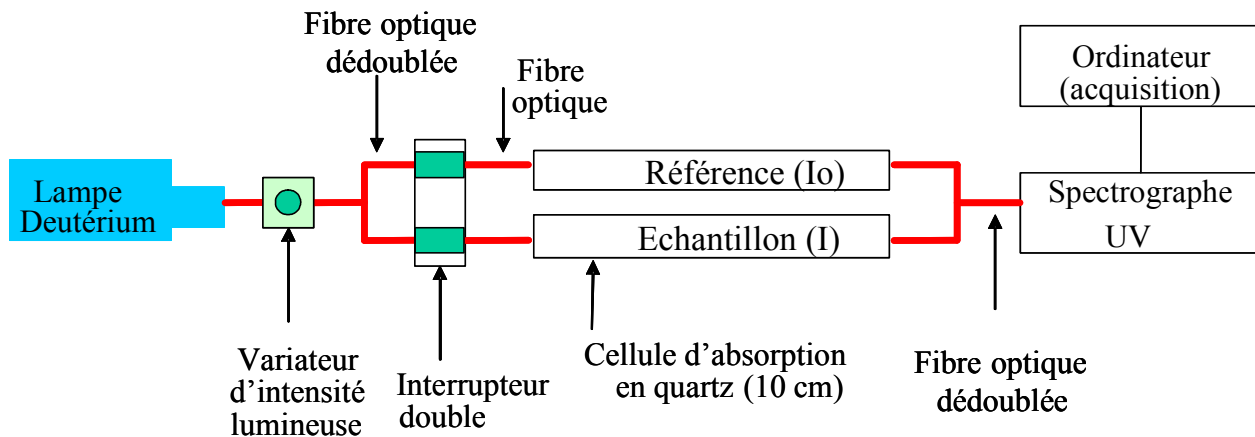 Fibre optique
dédoublée
Fibre
optique
Ordinateur
(acquisition)
Lampe
Deutérium
Référence (Io)
Echantillon (I)
Spectrographe
UV
Variateur
d’intensité
lumineuse
Interrupteur
double
Cellule d’absorption
en quartz (10 cm)
Fibre optique
dédoublée